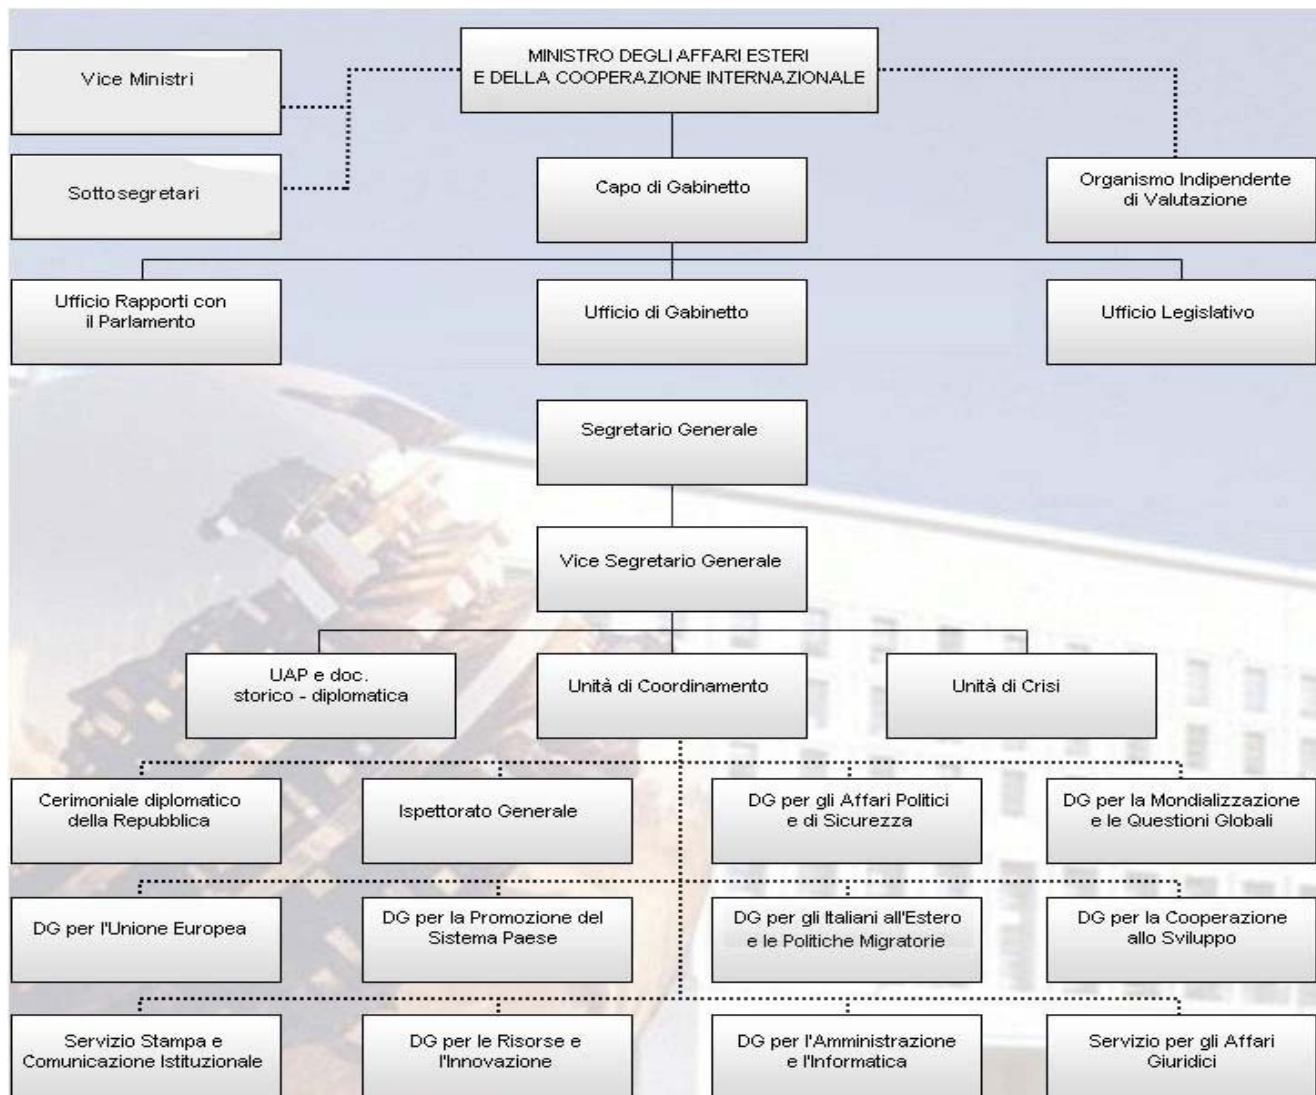 MINISTRO DEGLI AFFARI ESTERI
E DELLA COOPERAZIONE INTERNAZIONALE
Vice Ministri
Sottosegretari
Capo di Gabinetto
Organismo Indipendente
di Valutazione
Ufficio Rapporti con
il Parlamento
Ufficio di Gabinetto
Ufficio Legislativo
Segretario Generale
Vice Segretario Generale
UAP e doc.
storico - diplomatica
Unità di Coordinamento
Unità di Crisi
Cerimoniale diplomatico
della Repubblica
Ispettorato Generale
DG per gli Affari Politici
e di Sicurezza
DG per la Mondializzazione
e le Questioni Globali
DG per l'Unione Europea
DG per la Promozione del
Sistema Paese
DG per gli Italiani all'Estero
e le Politiche Migratorie
DG per la Cooperazione
allo Sviluppo
Servizio Stampa e
Comunicazione Istituzionale
DG per le Risorse e
l'Innovazione
DG per l'Amministrazione
e l'Informatica
Servizio per gli Affari
Giuridici